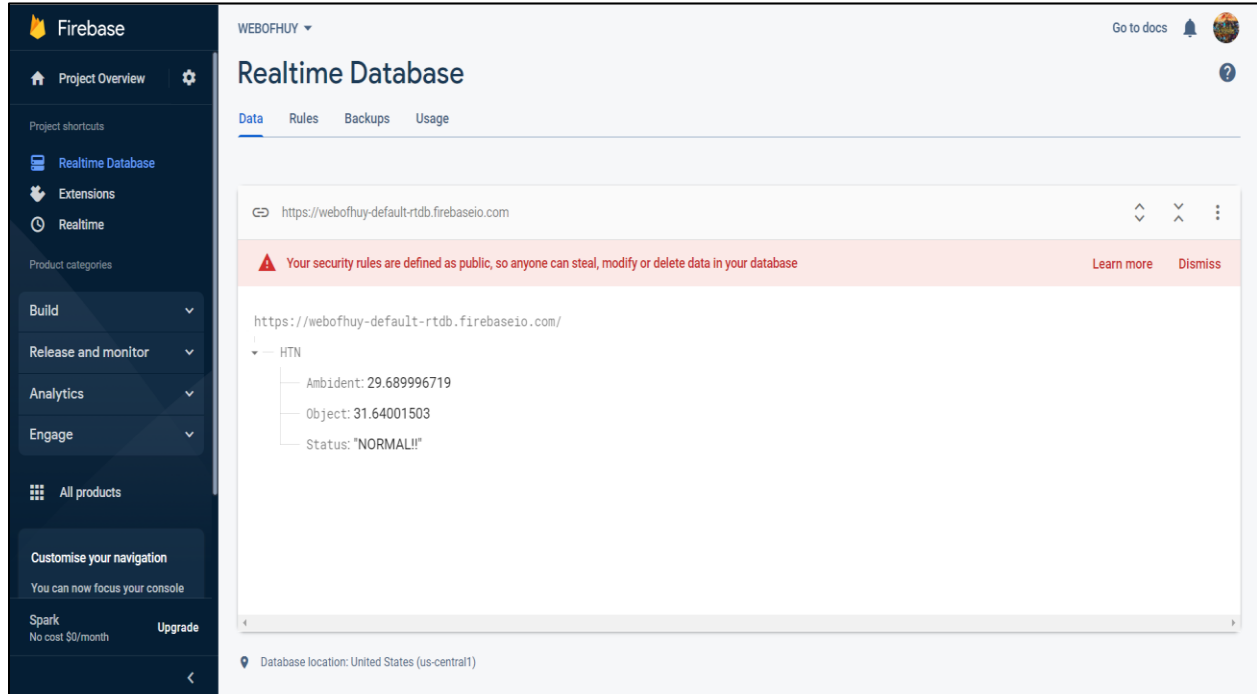 Firebase
Project Overview
Project shortcuts
Realtime Database
Extensions
Realtime
Product categories
Build
Release and monitor
Analytics
Engage
All products
Customise your navigation
You can now focus your console
Spark
No cost $0/month
Upgrade
WEBOFHUY
Go to docs
Realtime Database
Data Rules Backups Usage
https://webofhuy-default-rtdb.firebaseio.com
Your security rules are defined as public, so anyone can steal, modify or delete data in your database
Learn more Dismiss
https://webofhuy-default-rtdb.firebaseio.com/
HTN
Ambident: 29.689996719
Object: 31.64001503
Status: "NORMAL!!"
Database location: United States (us-central1)